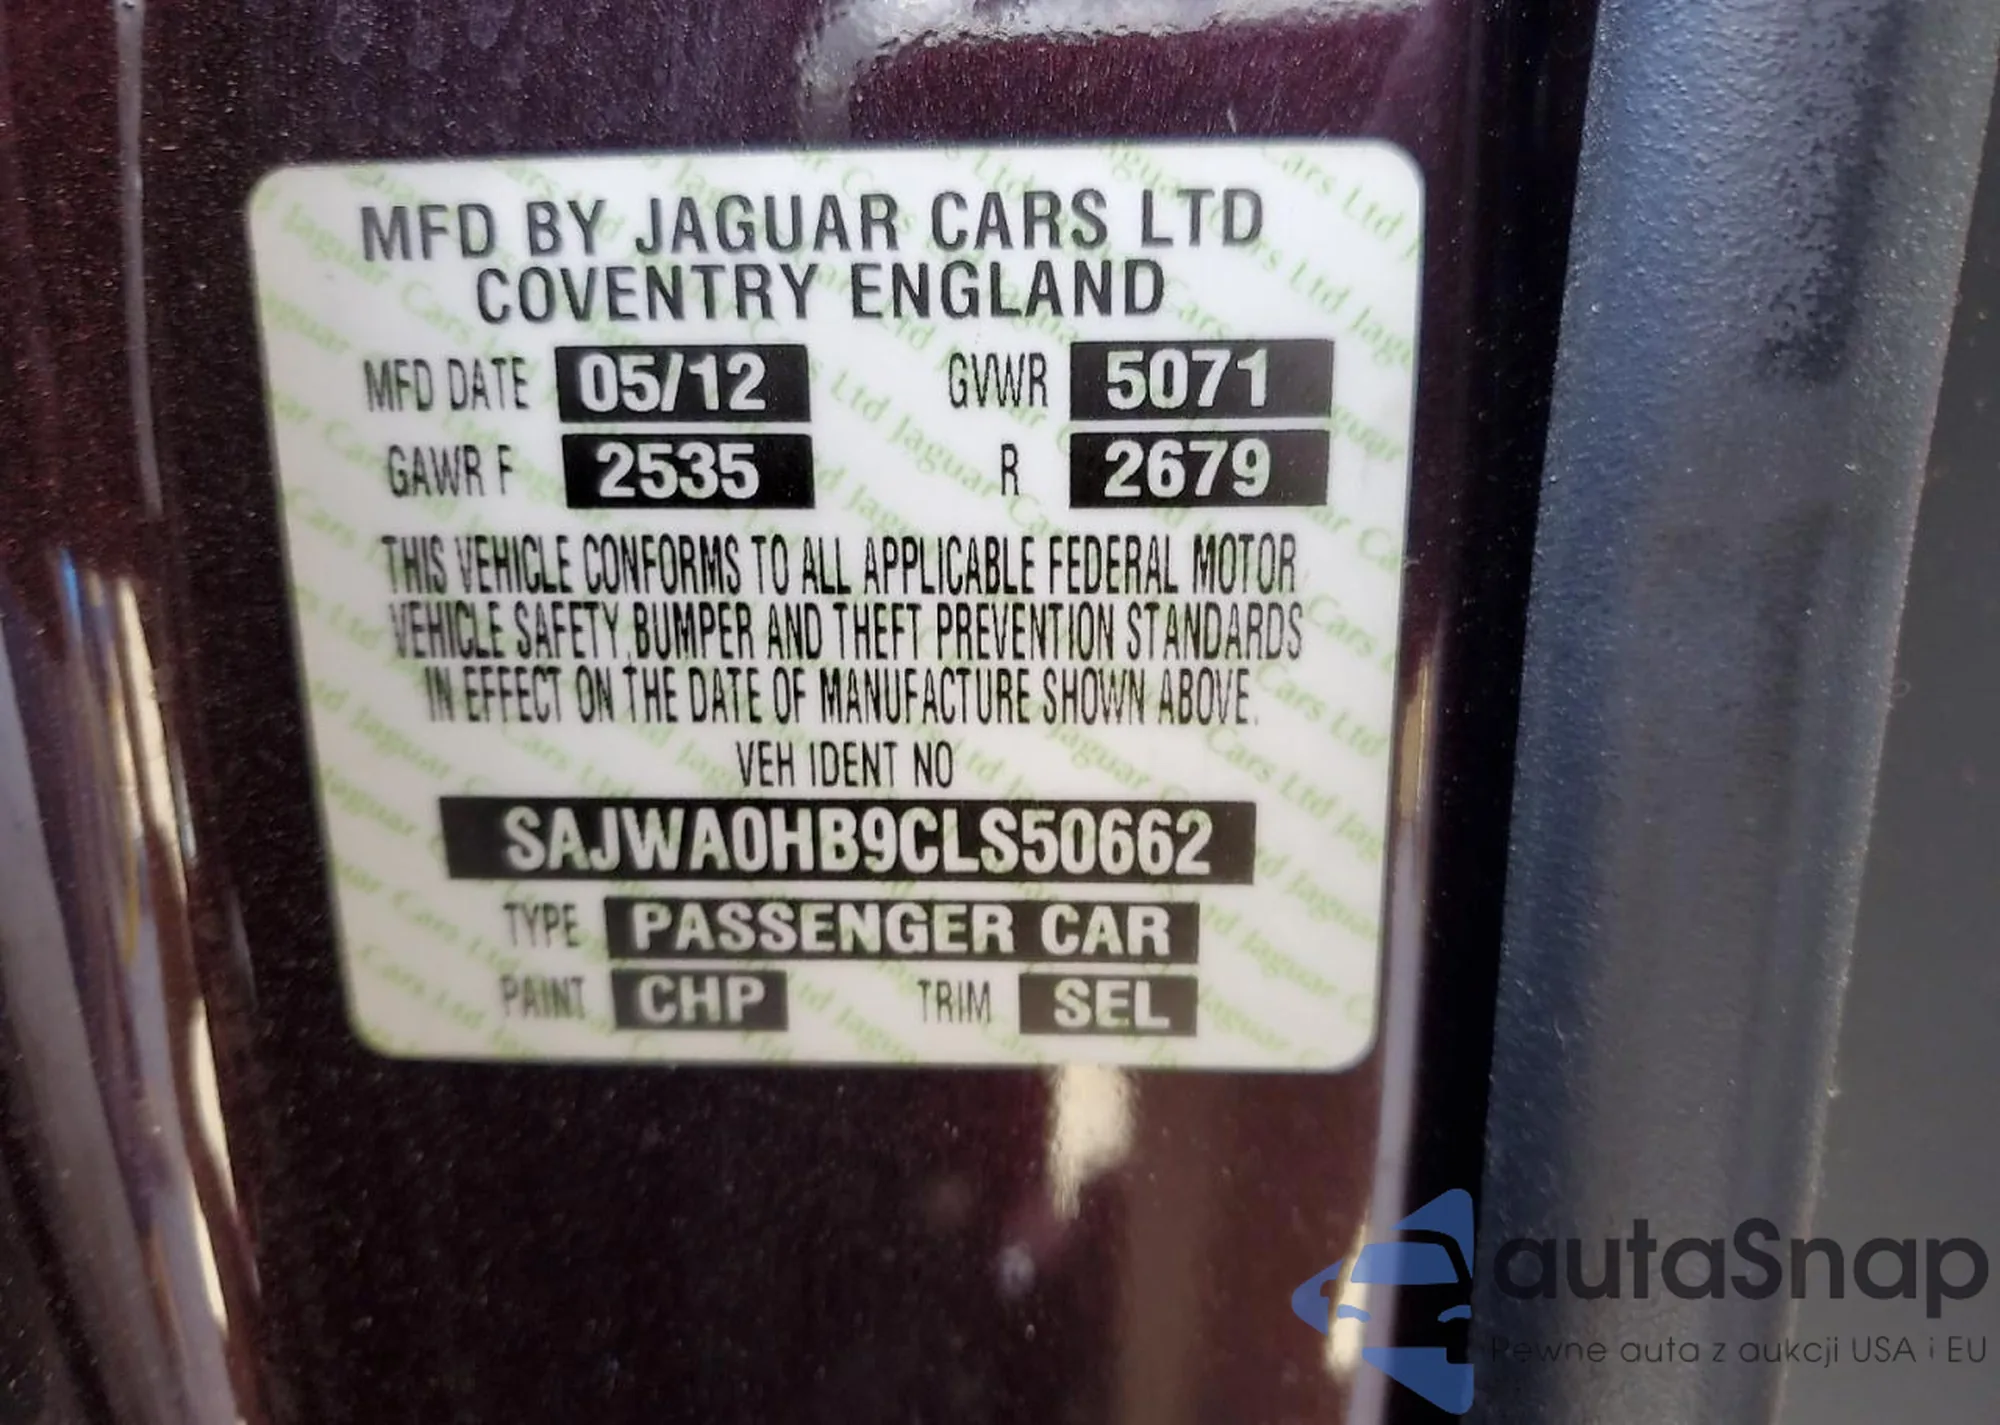 MFD BY JAGUAR CARS LTD
COVENTRY ENGLAND
MFD DATE 05/12 GVWR 5071
GAWR F 2535 R 2679
THIS VEHICLE CONFORMS TO ALL APPLICABLE FEDERAL MOTOR
VEHICLE SAFETY, BUMPER AND THEFT PREVENTION STANDARDS
IN EFFECT ON THE DATE OF MANUFACTURE SHOWN ABOVE.
VEH IDENT NO
SAJWA0HB9CLS50662
TYPE PASSENGER CAR
PAINT CHP TRIM SEL
autaSnap
Pewne auta z aukcji USA i EU